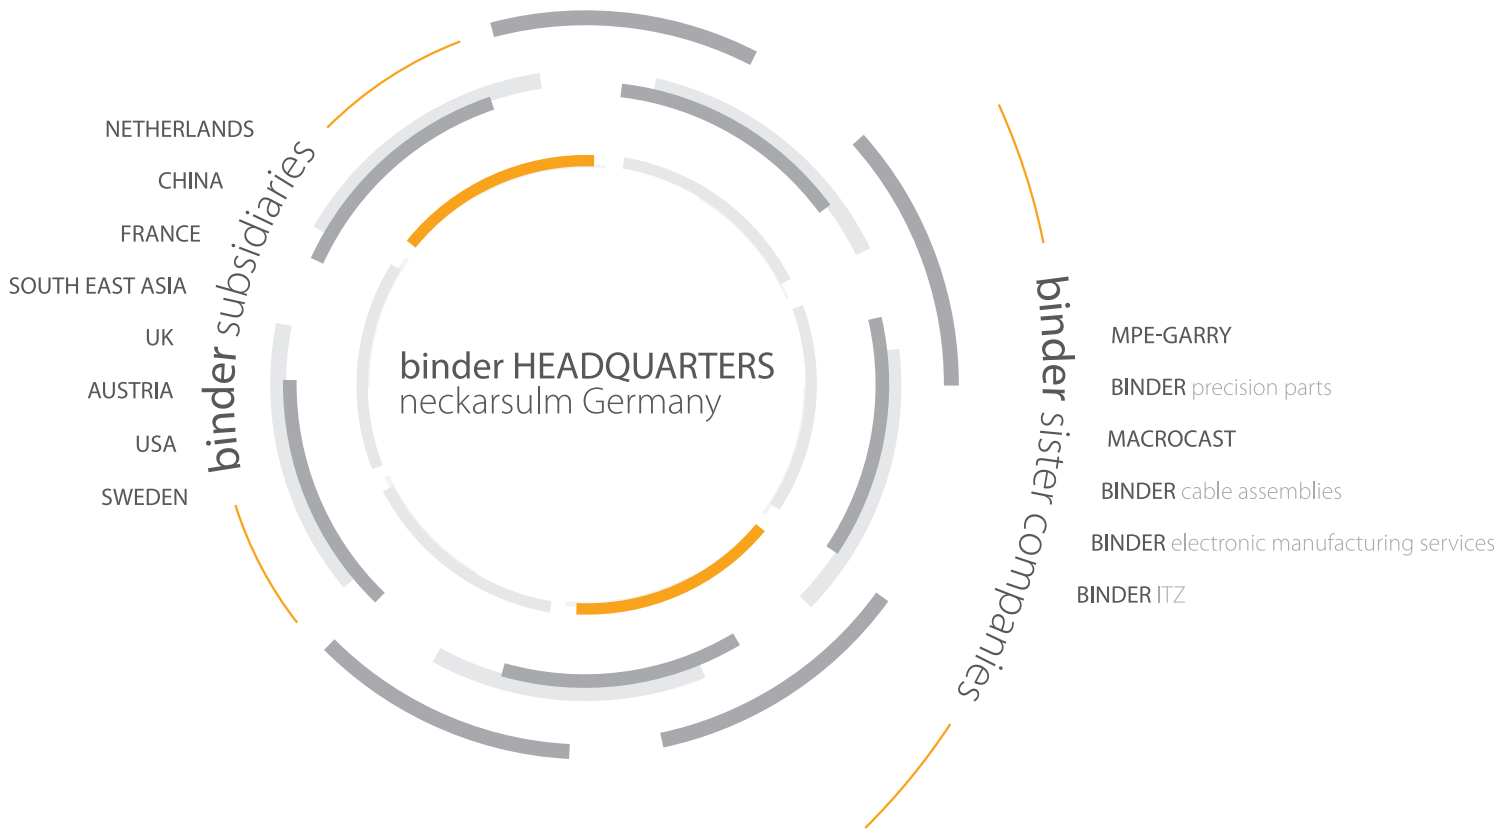 NETHERLANDS
CHINA
FRANCE
SOUTH EAST ASIA
UK
AUSTRIA
USA
SWEDEN
binder subsidiaries
binder HEADQUARTERS
neckarsulm Germany
binder sister companies
MPE-GARRY
BINDER precision parts
MACROCAST
BINDER cable assemblies
BINDER electronic manufacturing services
BINDER ITZ